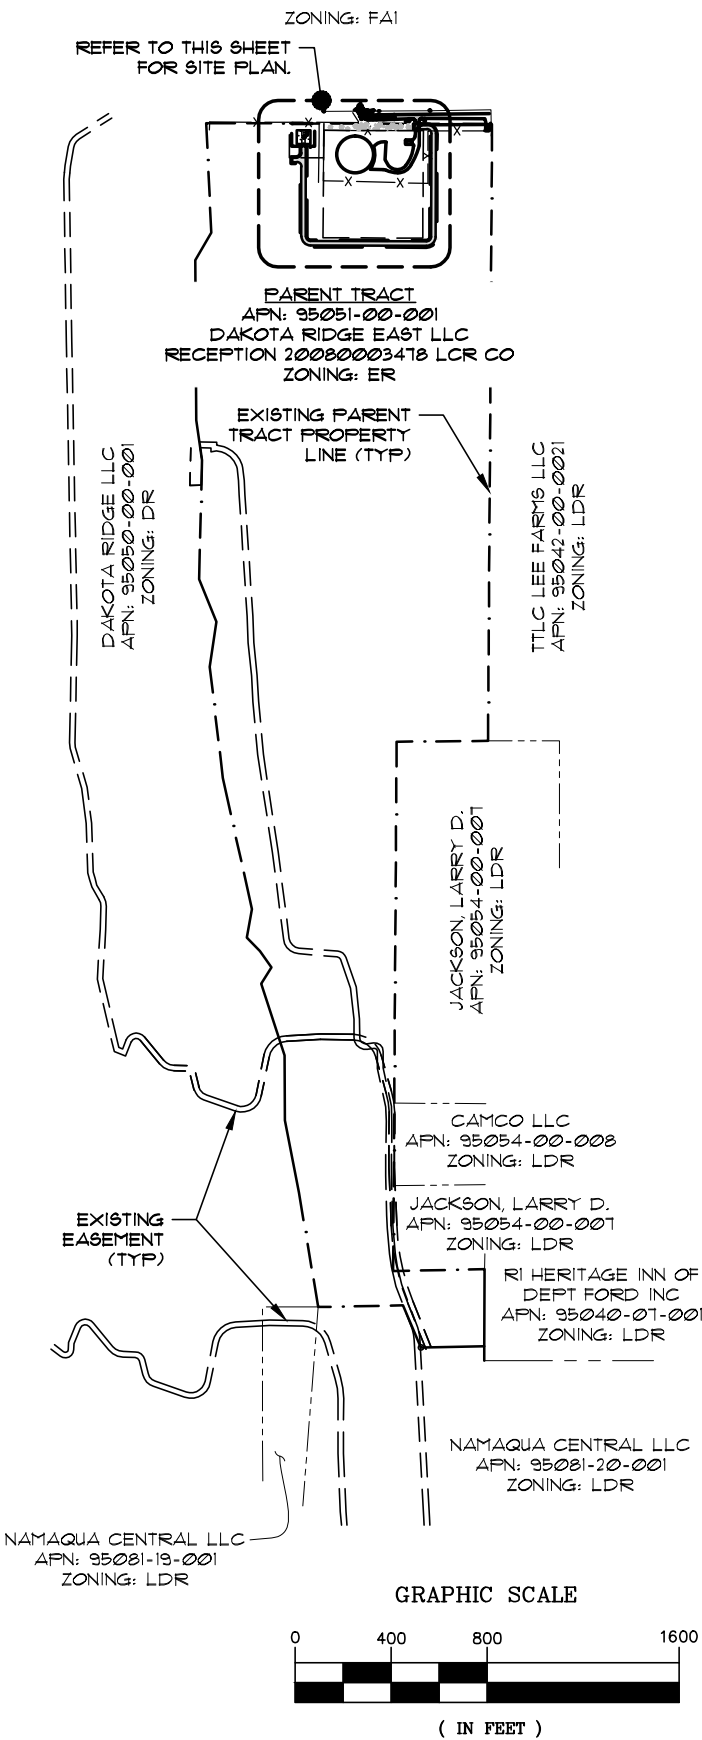 ZONING: FA1
REFER TO THIS SHEET
FOR SITE PLAN.
PARENT TRACT
APN: 95051-00-001
DAKOTA RIDGE EAST LLC
RECEPTION 20080003478 LCR CO
ZONING: ER
EXISTING PARENT
TRACT PROPERTY
LINE (TYP)
DAKOTA RIDGE LLC
APN: 95050-00-001
ZONING: DR
TTLC LEE FARMS LLC
APN: 95042-00-0021
ZONING: LDR
JACKSON, LARRY D.
APN: 95054-00-007
ZONING: LDR
CAMCO LLC
APN: 95054-00-008
ZONING: LDR
JACKSON, LARRY D.
APN: 95054-00-007
ZONING: LDR
EXISTING
EASEMENT
(TYP)
R1 HERITAGE INN OF
DEPT FORD INC
APN: 95040-07-001
ZONING: LDR
NAMAQUA CENTRAL LLC
APN: 95081-20-001
ZONING: LDR
NAMAQUA CENTRAL LLC
APN: 95081-19-001
ZONING: LDR
GRAPHIC SCALE
0 400 800 1600
( IN FEET )